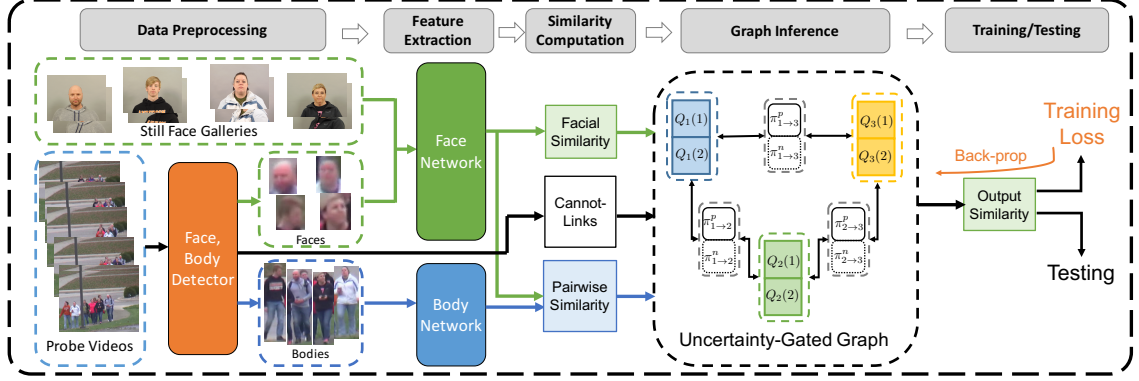 Data Preprocessing
Feature
Extraction
Similarity
Computation
Graph Inference
Training/Testing
Still Face Galleries
Probe Videos
Face,
Body
Detector
Faces
Bodies
Face
Network
Body
Network
Facial
Similarity
Cannot-
Links
Pairwise
Similarity
Q₁(1)
Q₁(2)
π^p_{1→3}
π^n_{1→3}
Q₃(1)
Q₃(2)
π^p_{1→2}
π^n_{1→2}
Q₂(1)
Q₂(2)
π^p_{2→3}
π^n_{2→3}
Uncertainty-Gated Graph
Training
Loss
Back-prop
Output
Similarity
Testing